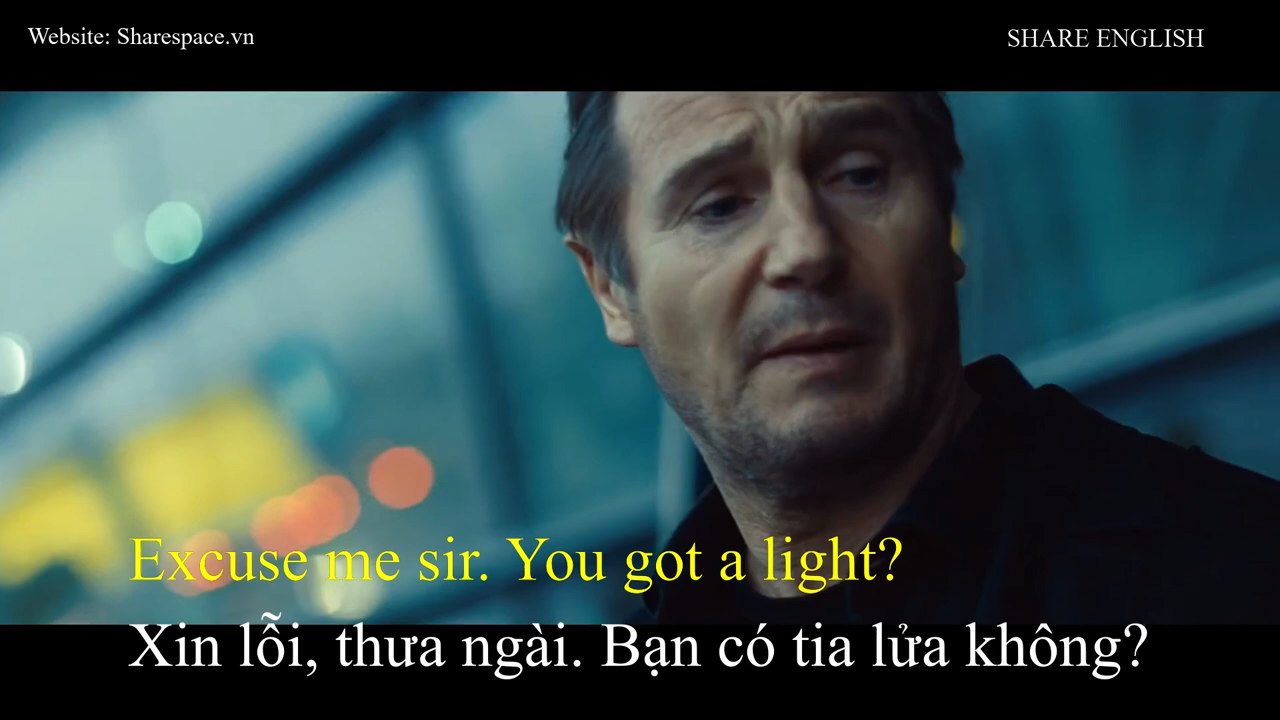 Website: Sharespace.vn
SHARE ENGLISH
Excuse me sir. You got a light?
Xin lỗi, thưa ngài. Bạn có tia lửa không?